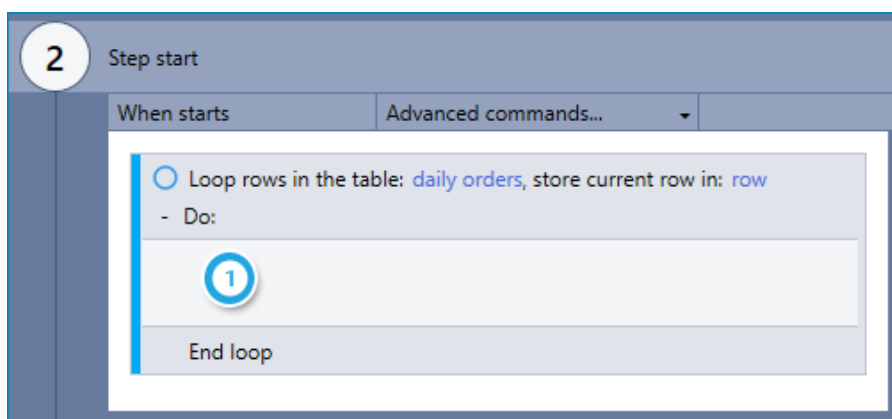 2 Step start
When starts Advanced commands...
Loop rows in the table: daily orders, store current row in: row
- Do:
1
End loop